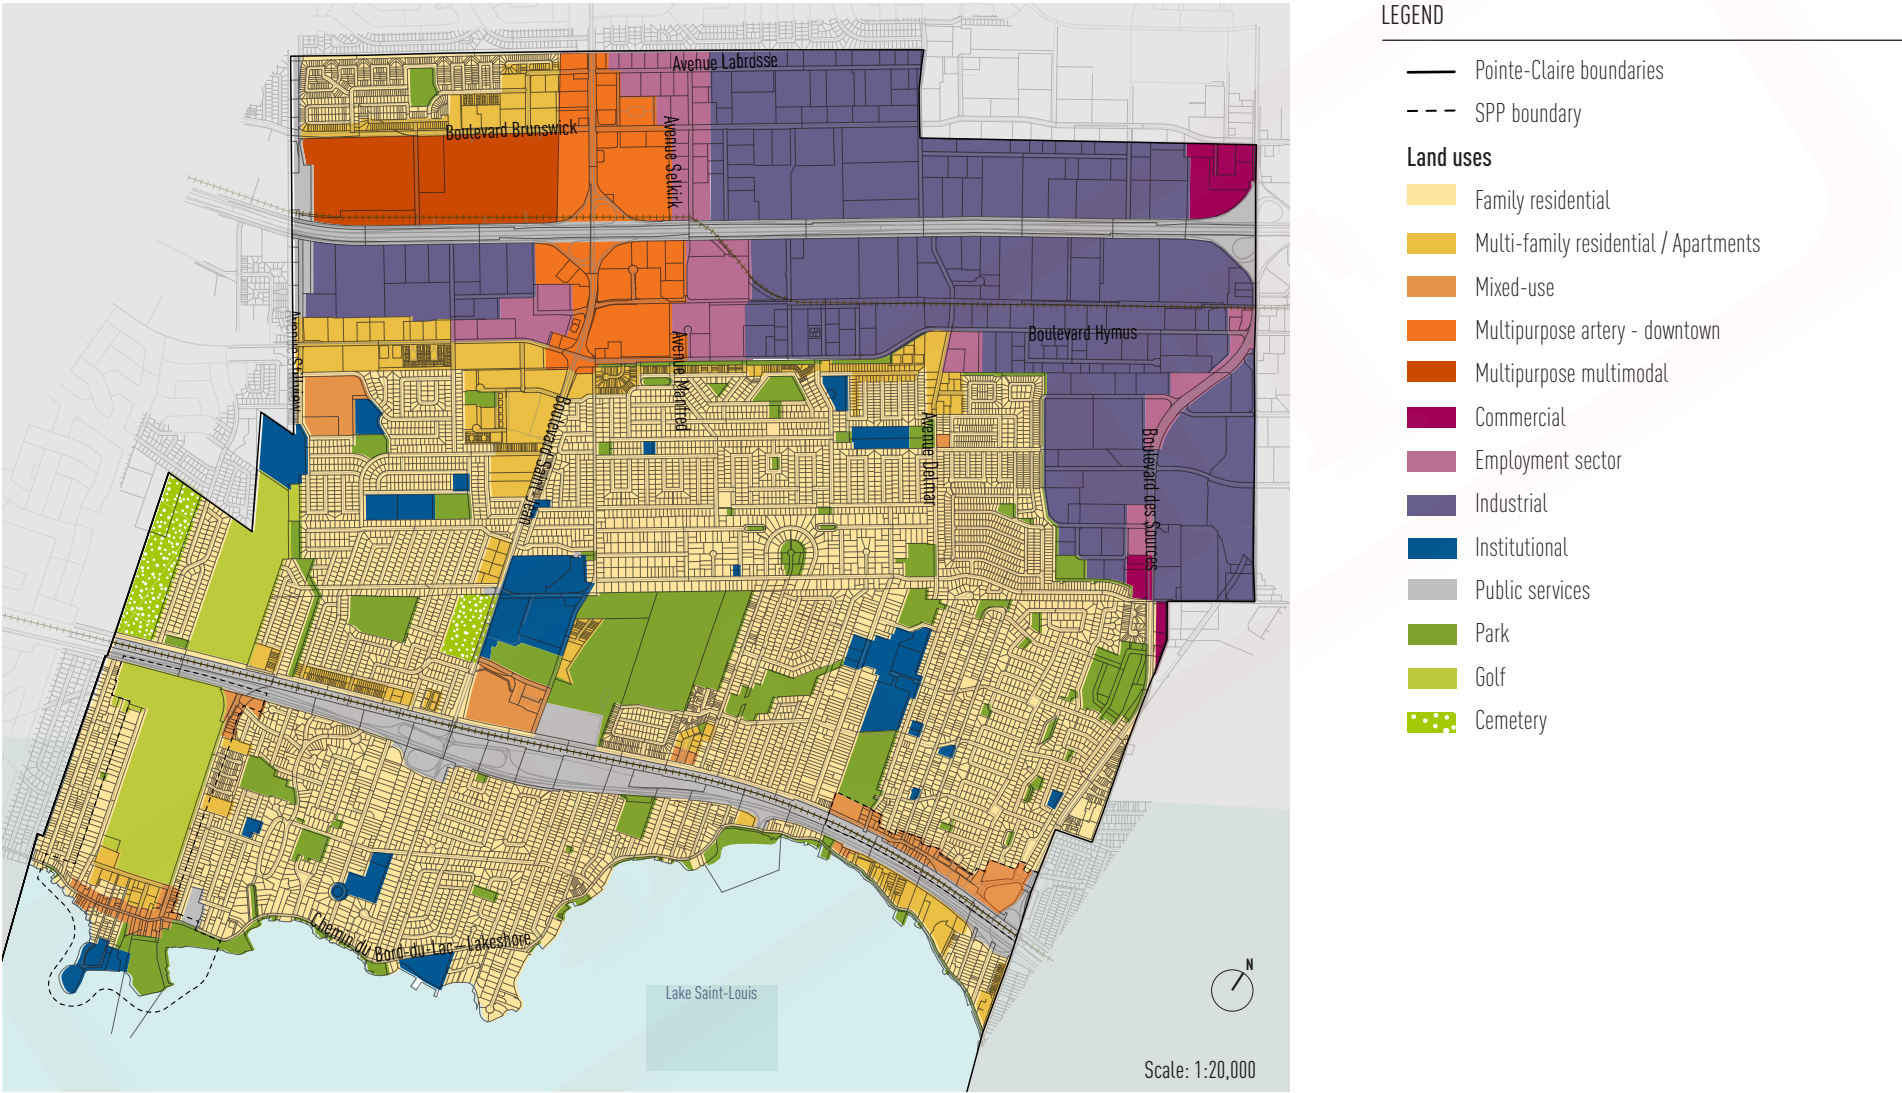 Avenue Labrosse
Boulevard Brunswick
Avenue Selkirk
Avenue Stillview
Boulevard Hymus
Avenue Manfred
Boulevard Saint-Jean
Avenue Delmar
Boulevard des Sources
Chemin du Bord-du-Lac–Lakeshore
Lake Saint-Louis
N
Scale: 1:20,000
LEGEND
Pointe-Claire boundaries
SPP boundary
Land uses
Family residential
Multi-family residential / Apartments
Mixed-use
Multipurpose artery - downtown
Multipurpose multimodal
Commercial
Employment sector
Industrial
Institutional
Public services
Park
Golf
Cemetery